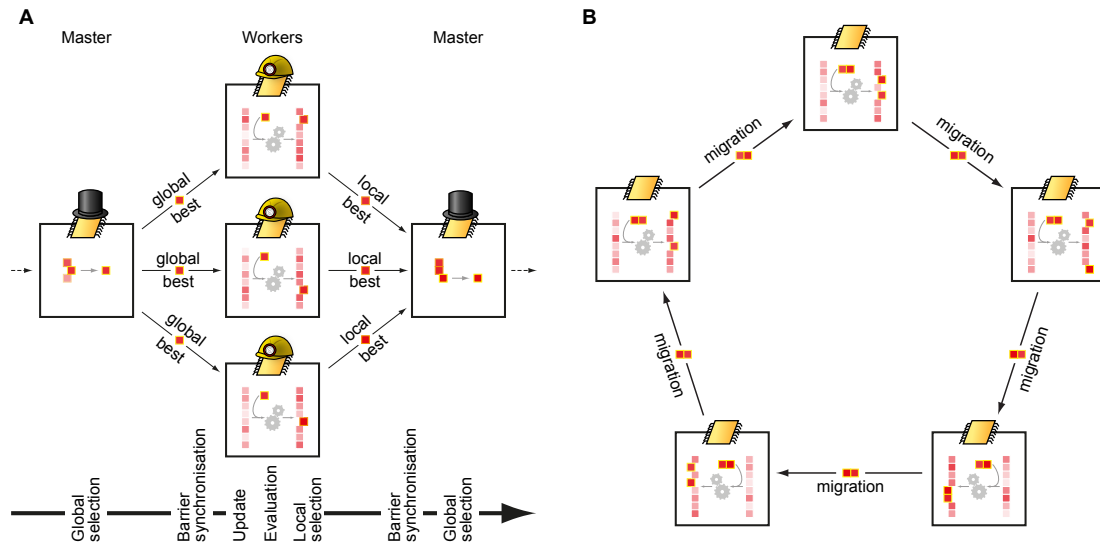 A
Master
Workers
Master
global
best
local
best
global
best
local
best
global
best
local
best
Global
selection
Barrier
synchronisation
Update
Evaluation
Local
selection
Barrier
synchronisation
Global
selection
B
migration
migration
migration
migration
migration